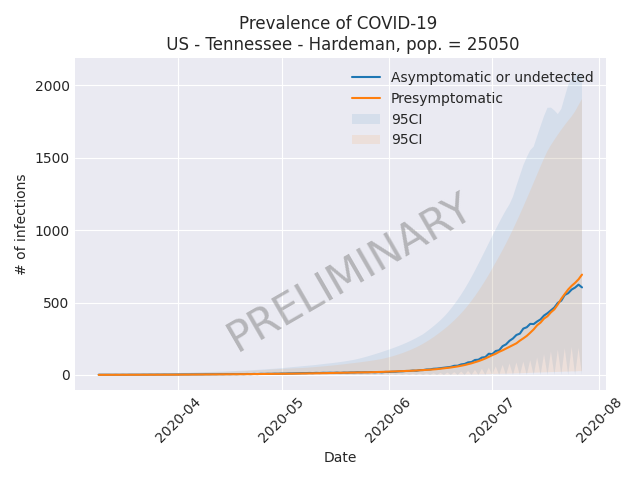 Prevalence of COVID-19
US - Tennessee - Hardeman, pop. = 25050
Asymptomatic or undetected
Presymptomatic
95CI
95CI
# of infections
2000
1500
1000
500
0
PRELIMINARY
2020-04
2020-05
2020-06
2020-07
2020-08
Date